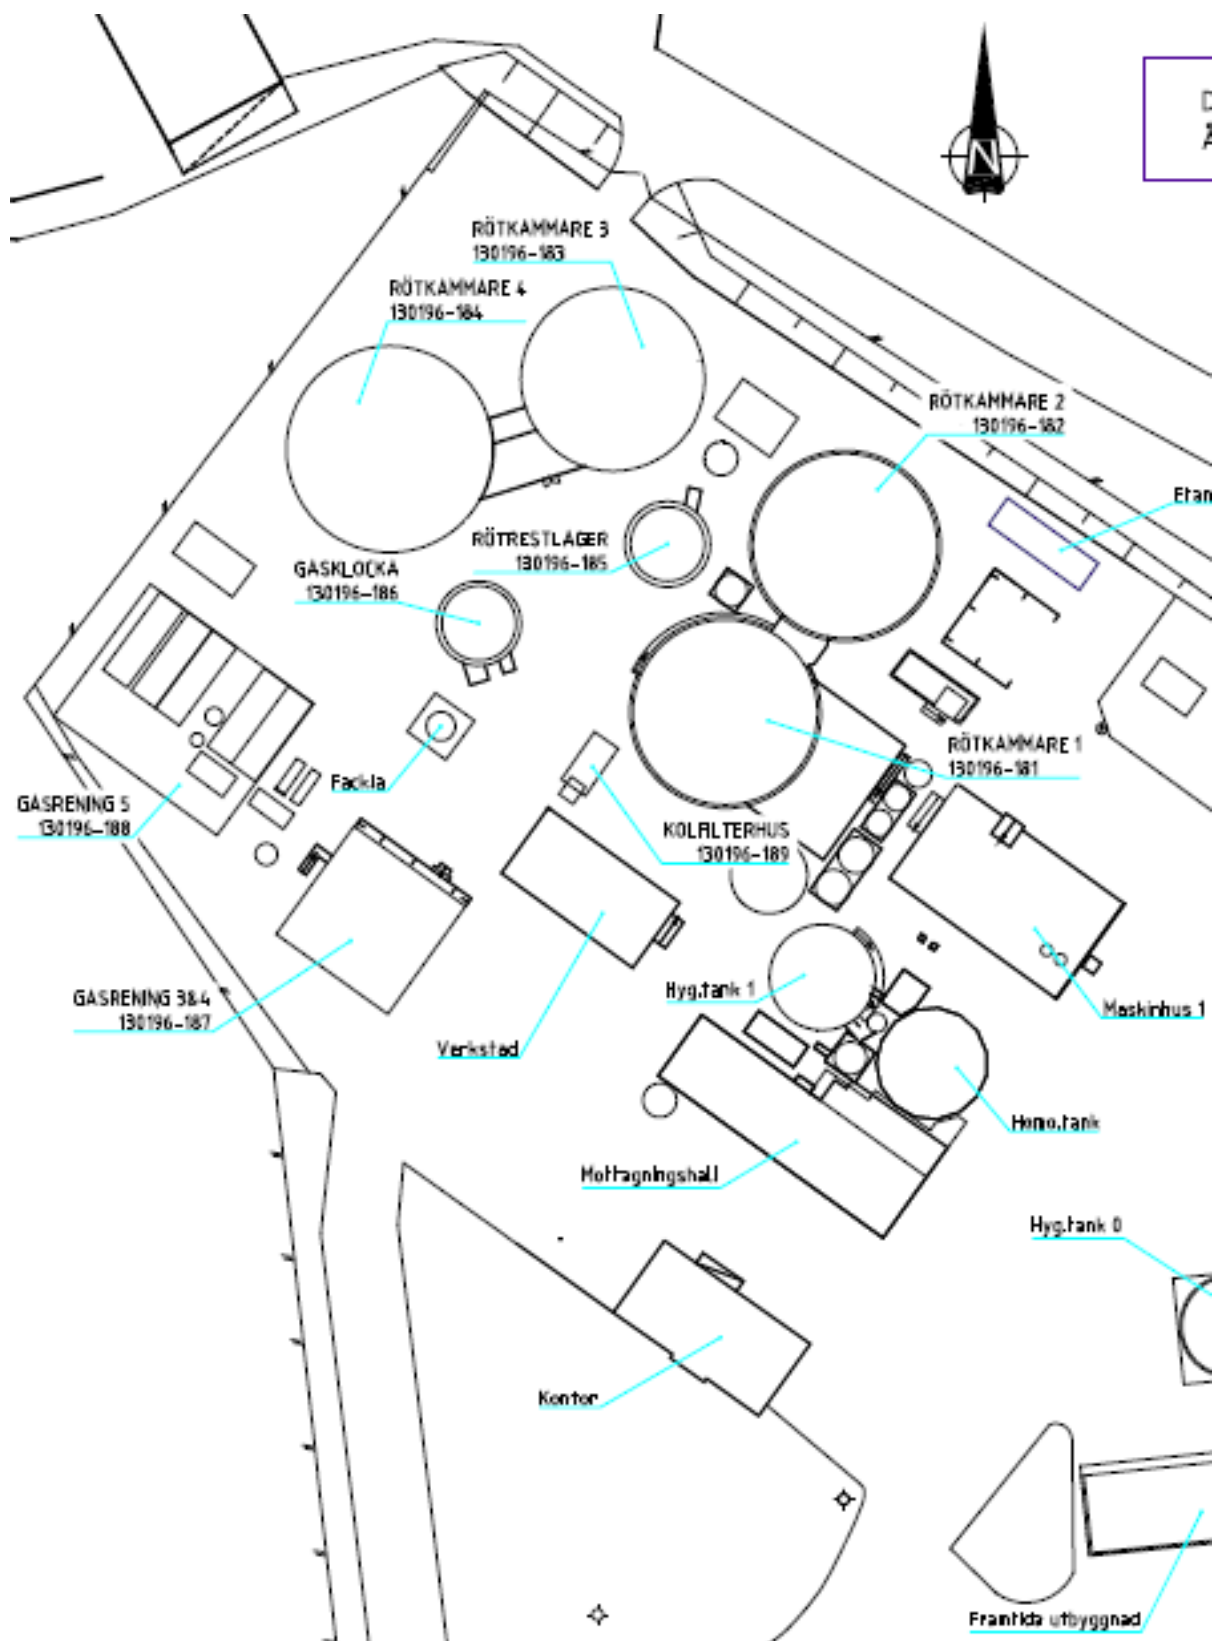 N
RÖTKAMMARE 3
130196-183
RÖTKAMMARE 4
130196-184
RÖTKAMMARE 2
130196-182
RÖTRESTLAGER
130196-185
GASKLOCKA
130196-186
RÖTKAMMARE 1
130196-181
Fackla
GASRENING 5
130196-188
KOLFILTERHUS
130196-189
Hyg.tank 1
GASRENING 3&4
130196-187
Maskinhus 1
Verkstad
Homo.tank
Mottagningshall
Hyg.tank 0
Kontor
Framtida utbyggnad